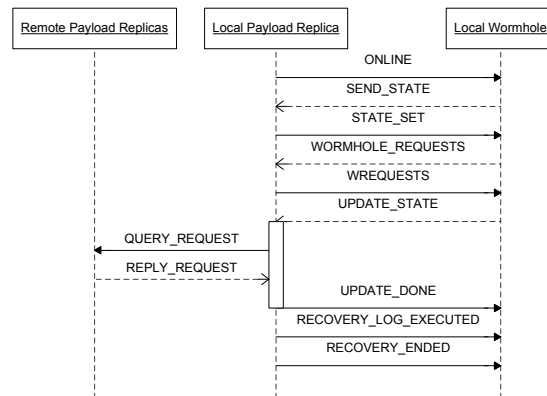 Remote Payload Replicas
Local Payload Replica
Local Wormhole
ONLINE
SEND_STATE
STATE_SET
WORMHOLE_REQUESTS
WREQUESTS
UPDATE_STATE
QUERY_REQUEST
REPLY_REQUEST
UPDATE_DONE
RECOVERY_LOG_EXECUTED
RECOVERY_ENDED